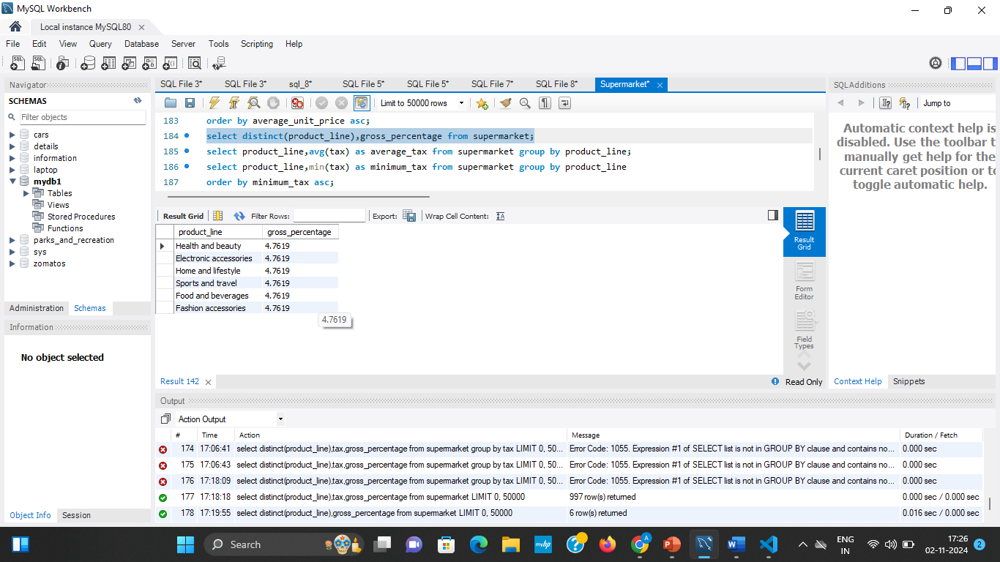 MySQL Workbench
Local instance MySQL80
File Edit View Query Database Server Tools Scripting Help
Navigator
SCHEMAS
Filter objects
cars
details
information
laptop
mydb1
Tables
Views
Stored Procedures
Functions
parks_and_recreation
sys
zomatos
Administration Schemas
Information
No object selected
Object Info Session
SQL File 3* SQL File 3* sql_8* SQL File 5* SQL File 5* SQL File 7* SQL File 8* Supermarket*
Limit to 50000 rows
183 order by average_unit_price asc;
184 select distinct(product_line),gross_percentage from supermarket;
185 select product_line,avg(tax) as average_tax from supermarket group by product_line;
186 select product_line,min(tax) as minimum_tax from supermarket group by product_line
187 order by minimum_tax asc;
Result Grid Filter Rows: Export: Wrap Cell Content:
product_line gross_percentage
Health and beauty 4.7619
Electronic accessories 4.7619
Home and lifestyle 4.7619
Sports and travel 4.7619
Food and beverages 4.7619
Fashion accessories 4.7619
4.7619
Result
Grid
Form
Editor
Field
Types
Result 142
Read Only
SQLAdditions
Jump to
Automatic context help is
disabled. Use the toolbar t
manually get help for the
current caret position or to
toggle automatic help.
Context Help Snippets
Output
Action Output
# Time Action Message Duration / Fetch
174 17:06:41 select distinct(product_line),tax,gross_percentage from supermarket group by tax LIMIT 0, 50... Error Code: 1055. Expression #1 of SELECT list is not in GROUP BY clause and contains no... 0.000 sec
175 17:06:43 select distinct(product_line),tax,gross_percentage from supermarket group by tax LIMIT 0, 50... Error Code: 1055. Expression #1 of SELECT list is not in GROUP BY clause and contains no... 0.000 sec
176 17:18:09 select distinct(product_line),tax,gross_percentage from supermarket group by tax LIMIT 0, 50... Error Code: 1055. Expression #1 of SELECT list is not in GROUP BY clause and contains no... 0.000 sec
177 17:18:18 select distinct(product_line),tax,gross_percentage from supermarket LIMIT 0, 50000 997 row(s) returned 0.000 sec / 0.000 sec
178 17:19:55 select distinct(product_line),gross_percentage from supermarket LIMIT 0, 50000 6 row(s) returned 0.016 sec / 0.000 sec
Search
myhp
A
ENG
IN
17:26
02-11-2024
2